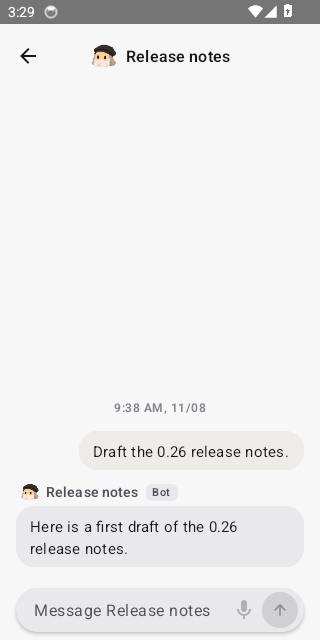 3:29
Release notes
9:38 AM, 11/08
Draft the 0.26 release notes.
Release notes Bot
Here is a first draft of the 0.26
release notes.
Message Release notes